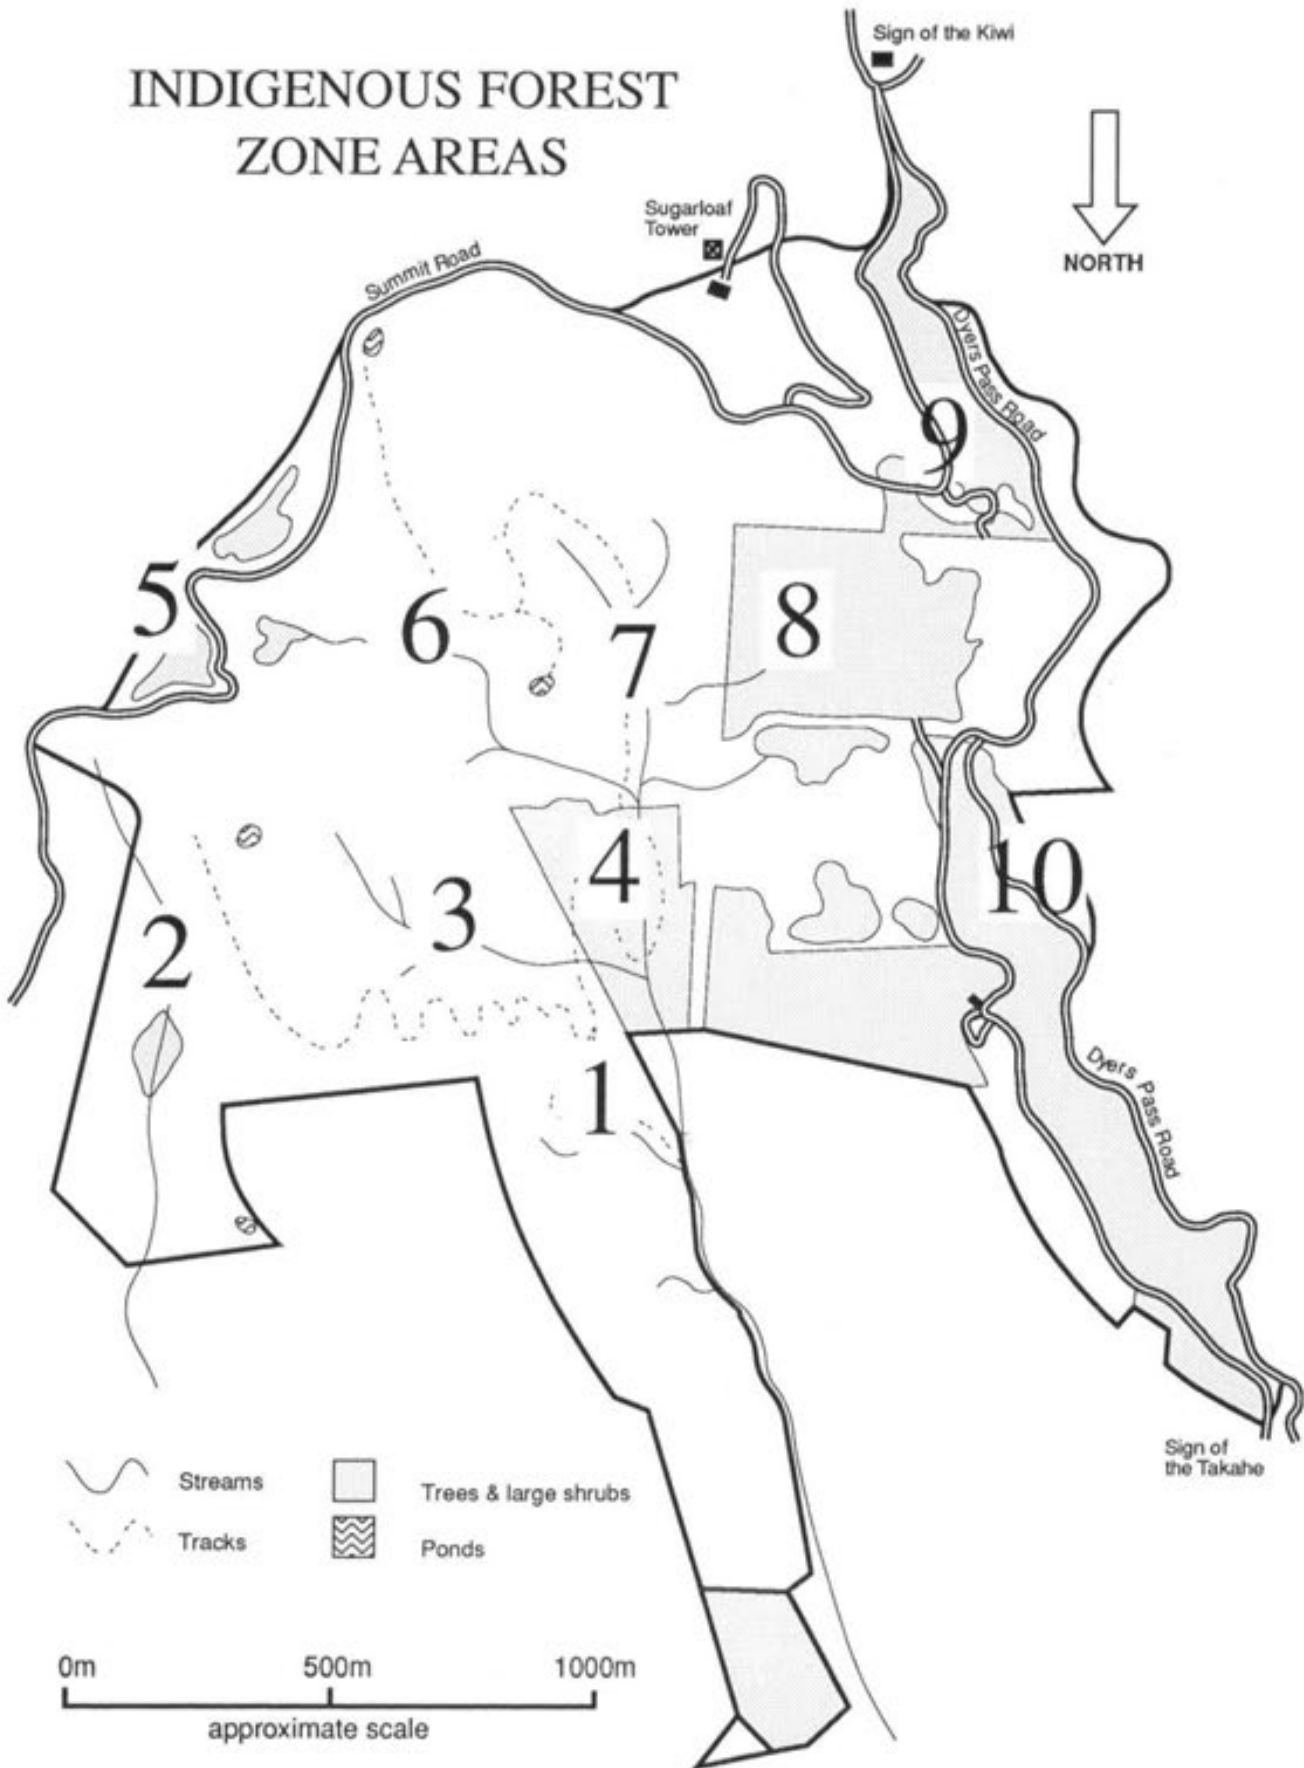 INDIGENOUS FOREST
ZONE AREAS
Sign of the Kiwi
NORTH
Sugarloaf
Tower
Summit Road
Dyers Pass Road
9
5
6
7
8
4
10
3
2
1
Dyers Pass Road
Sign of
the Takahe
Streams
Trees & large shrubs
Tracks
Ponds
0m 500m 1000m
approximate scale